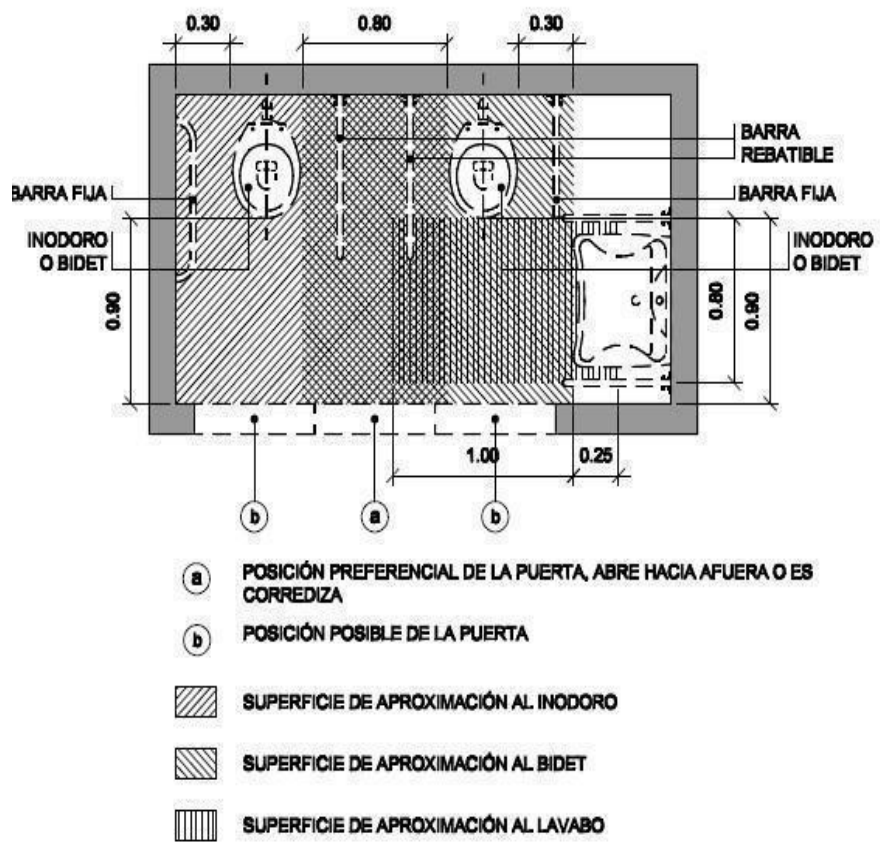 0.30
0.80
0.30
BARRA
REBATIBLE
BARRA FIJA
BARRA FIJA
INODORO
O BIDET
INODORO
O BIDET
0.90
0.80
0.90
1.00
0.25
b
a
b
a
POSICIÓN PREFERENCIAL DE LA PUERTA, ABRE HACIA AFUERA O ES
CORREDIZA
b
POSICIÓN POSIBLE DE LA PUERTA
SUPERFICIE DE APROXIMACIÓN AL INODORO
SUPERFICIE DE APROXIMACIÓN AL BIDET
SUPERFICIE DE APROXIMACIÓN AL LAVABO